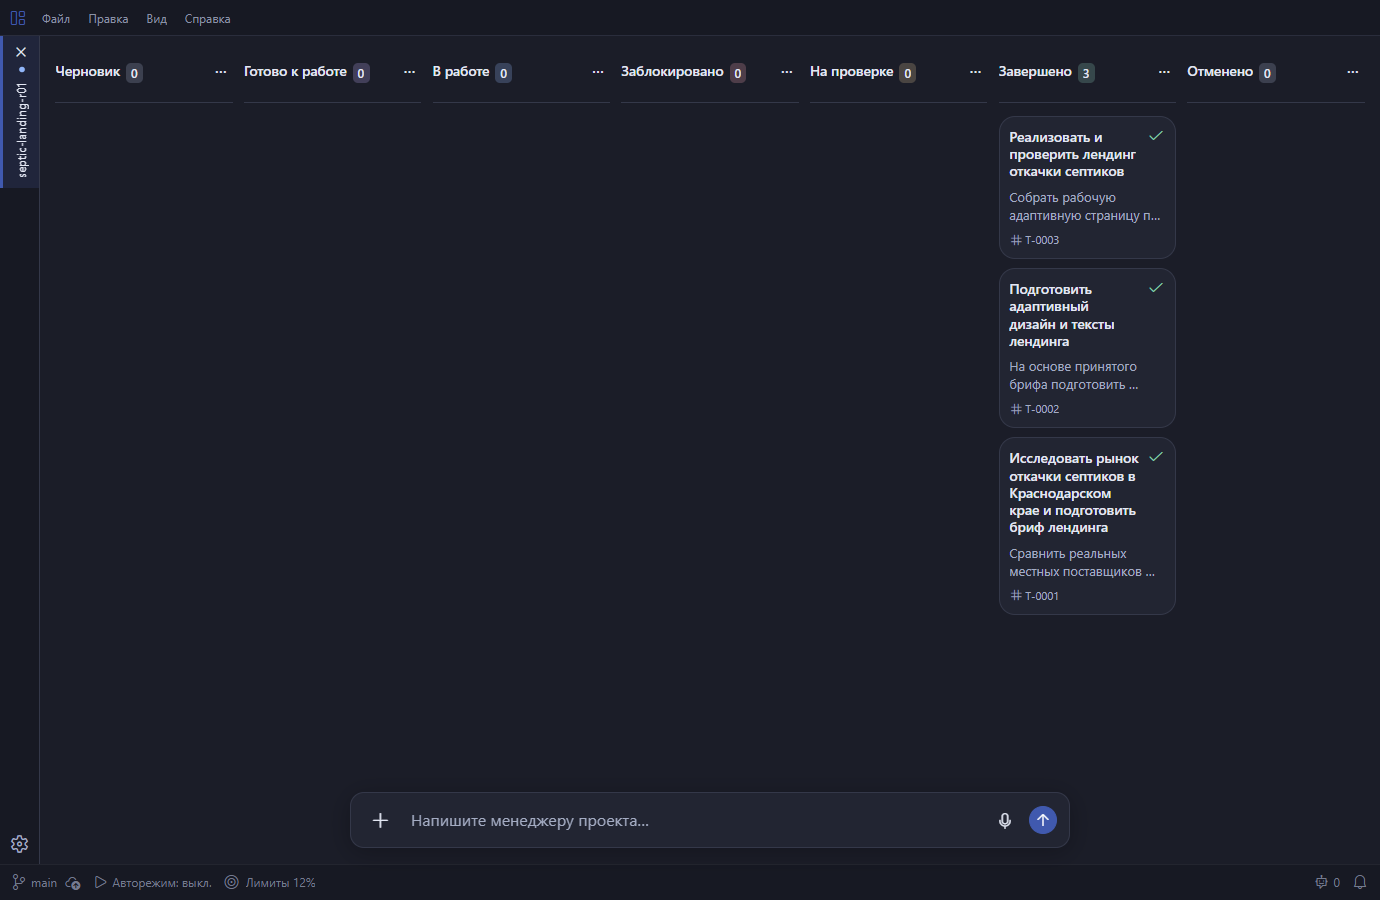 Файл Правка Вид Справка
septic-landing-r01
Черновик 0 ...
Готово к работе 0 ...
В работе 0 ...
Заблокировано 0 ...
На проверке 0 ...
Завершено 3 ...
Отменено 0 ...
Реализовать и
проверить лендинг
откачки септиков
Собрать рабочую
адаптивную страницу п...
# T-0003
Подготовить
адаптивный
дизайн и тексты
лендинга
На основе принятого
брифа подготовить ...
# T-0002
Исследовать рынок
откачки септиков в
Краснодарском
крае и подготовить
бриф лендинга
Сравнить реальных
местных поставщиков ...
# T-0001
Напишите менеджеру проекта...
main Авторежим: выкл. Лимиты 12% 0